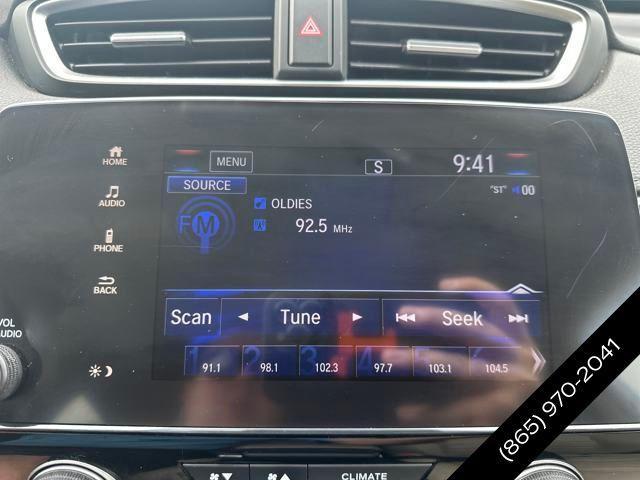 HOME
MENU
S
9:41
AUDIO
SOURCE
"ST" 00
OLDIES
FM
92.5 MHz
PHONE
BACK
VOL
AUDIO
Scan
Tune
Seek
1 2 3 4 5 6
91.1 98.1 102.3 97.7 103.1 104.5
CLIMATE
(865) 970-2041